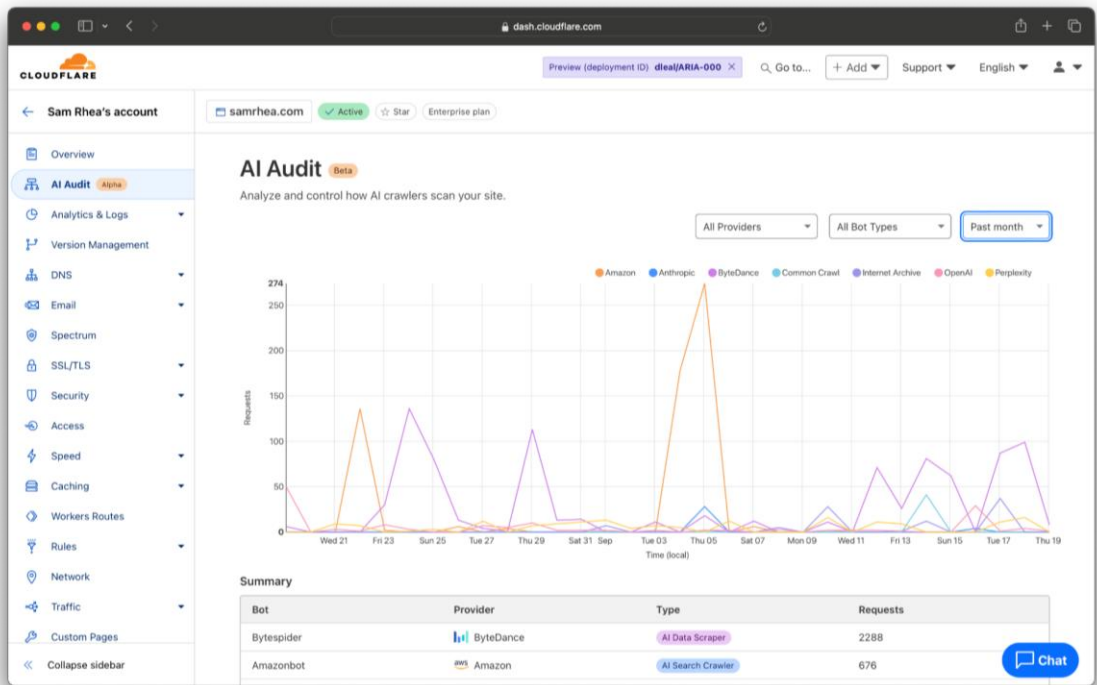 dash.cloudflare.com
CLOUDFLARE
Preview (deployment ID) dleal/ARIA-000 ×
Go to...
+ Add
Support
English
Sam Rhea's account
samrhea.com
Active
Star
Enterprise plan
Overview
AI Audit Alpha
Analytics & Logs
Version Management
DNS
Email
Spectrum
SSL/TLS
Security
Access
Speed
Caching
Workers Routes
Rules
Network
Traffic
Custom Pages
Collapse sidebar
AI Audit Beta
Analyze and control how AI crawlers scan your site.
All Providers
All Bot Types
Past month
Amazon Anthropic ByteDance Common Crawl Internet Archive OpenAI Perplexity
274
250
200
150
100
50
0
Requests
Wed 21 Fri 23 Sun 25 Tue 27 Thu 29 Sat 31 Sep Tue 03 Thu 05 Sat 07 Mon 09 Wed 11 Fri 13 Sun 15 Tue 17 Thu 19
Time (local)
Summary
Bot Provider Type Requests
Bytespider ByteDance AI Data Scraper 2288
Amazonbot aws Amazon AI Search Crawler 676
Chat